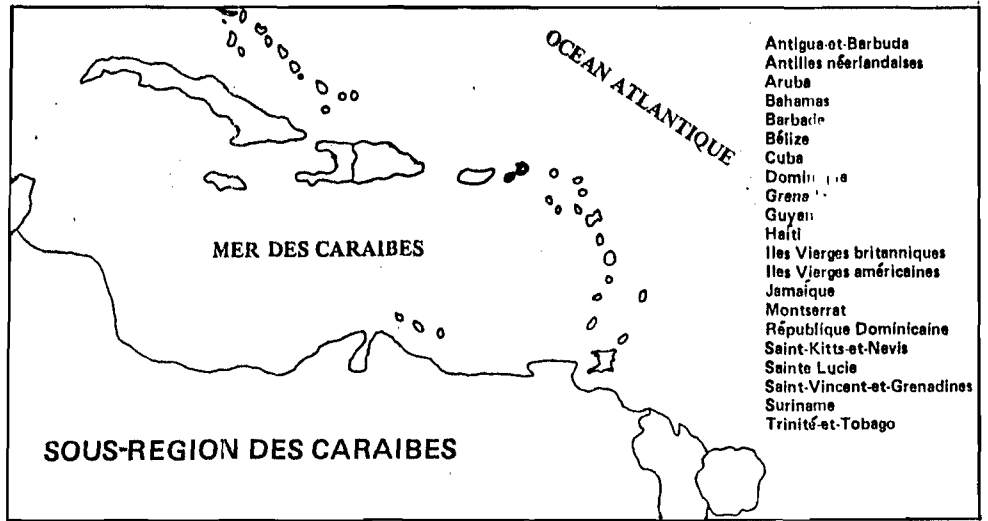 OCEAN ATLANTIQUE
Antigua-et-Barbuda
Antilles néerlandaises
Aruba
Bahamas
Bélize
Cuba
Haïti
Iles Vierges britanniques
Iles Vierges américaines
Jamaíque
Montserrat
République Dominicaine
Saint-Kitts-et-Nevis
Sainte Lucie
Saint-Vincent-et-Grenadines
Suriname
Trinité-et-Tobago
MER DES CARAIBES
SOUS-REGION DES CARAIBES